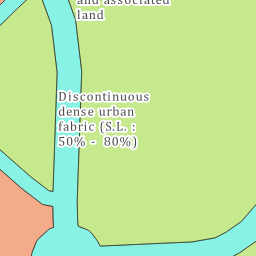 and associated
land
Discontinuous
dense urban
fabric (S.L. :
50% - 80%)